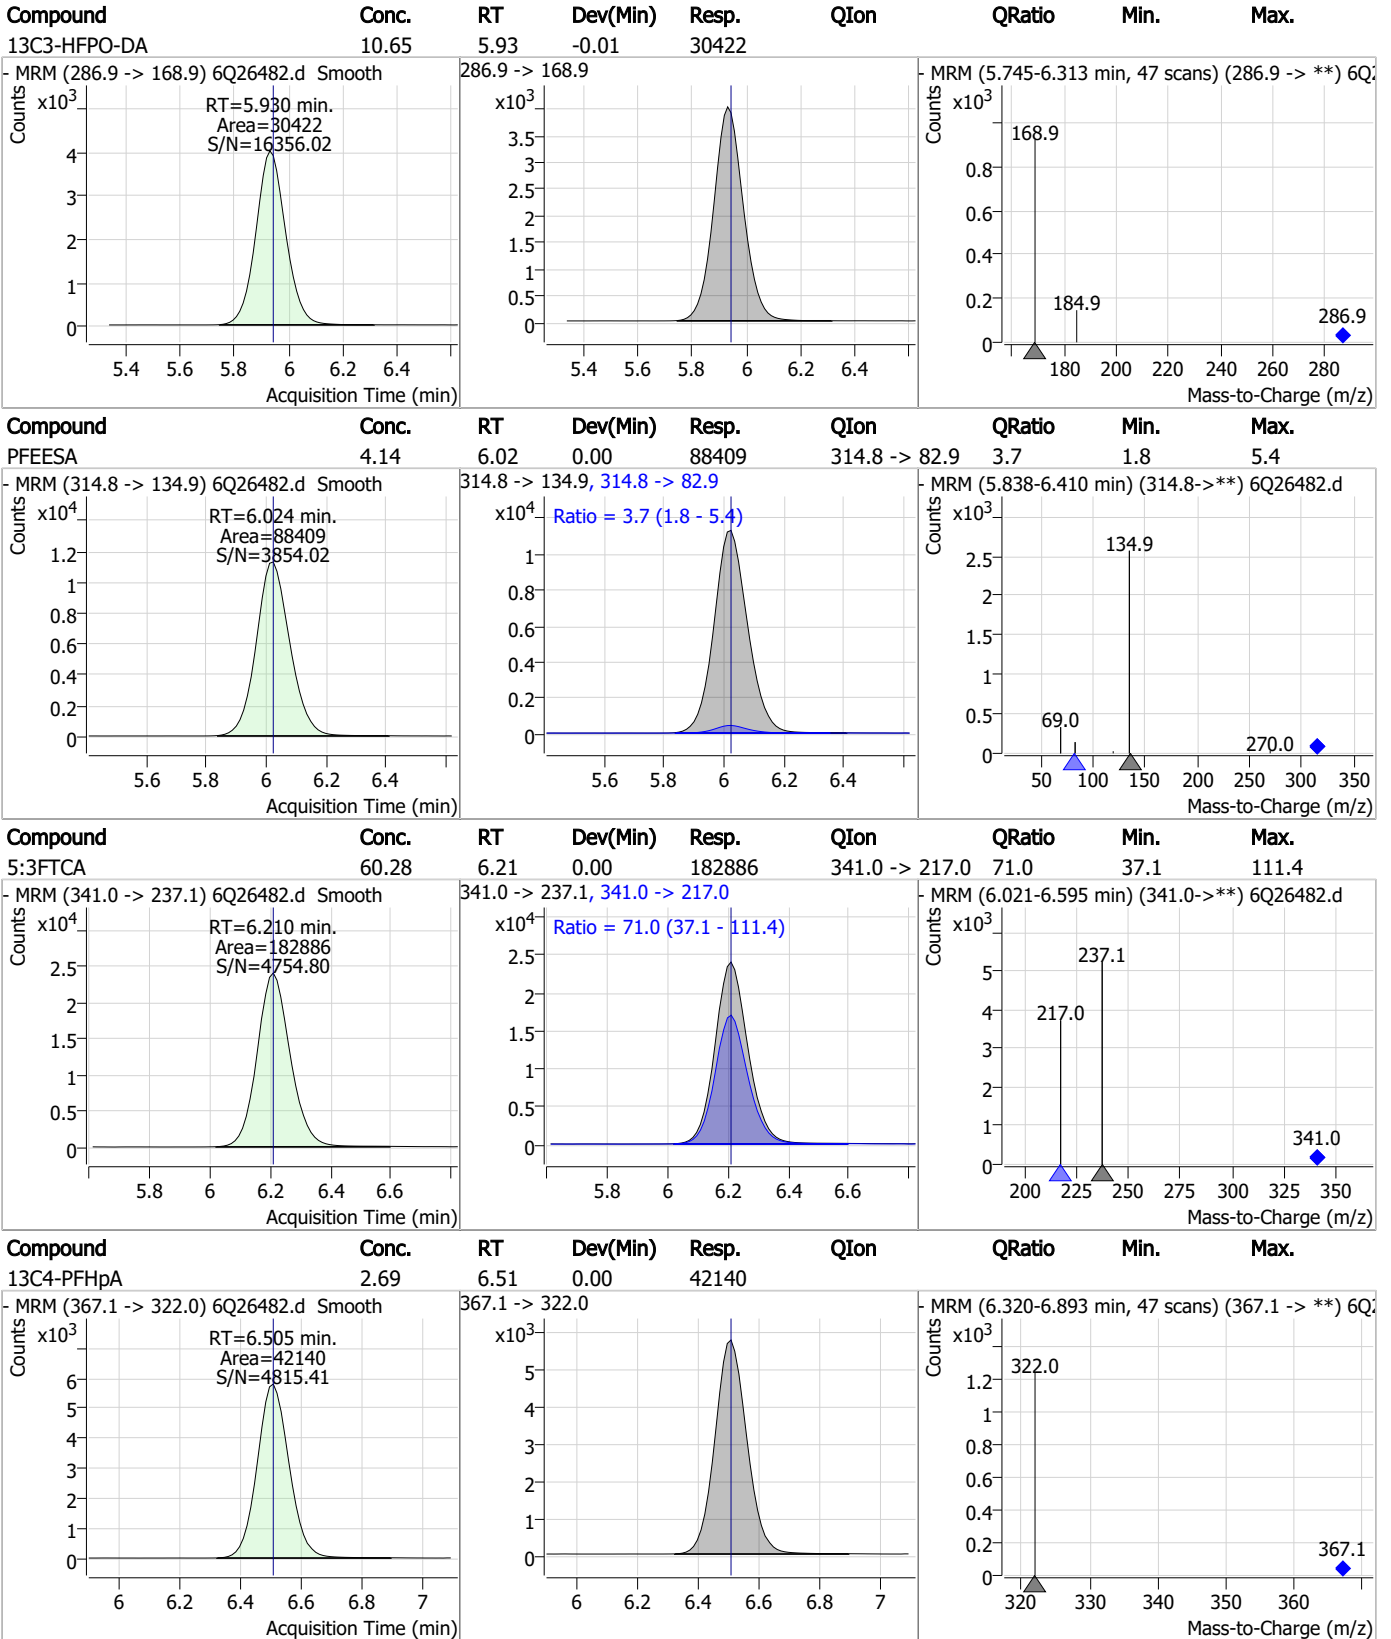 Compound Conc. RT Dev(Min) Resp. QIon QRatio Min. Max.
13C3-HFPO-DA 10.65 5.93 -0.01 30422
- MRM (286.9 -> 168.9) 6Q26482.d Smooth
RT=5.930 min.
Area=30422
S/N=16356.02
Counts
x10^3
4
3
2
1
0
5.4 5.6 5.8 6 6.2 6.4
Acquisition Time (min)
286.9 -> 168.9
x10^3
3.5
3
2.5
2
1.5
1
0.5
0
5.4 5.6 5.8 6 6.2 6.4
- MRM (5.745-6.313 min, 47 scans) (286.9 -> **) 6Q2
Counts
x10^3
168.9
184.9
286.9
0.8
0.6
0.4
0.2
0
180 200 220 240 260 280
Mass-to-Charge (m/z)
Compound Conc. RT Dev(Min) Resp. QIon QRatio Min. Max.
PFEESA 4.14 6.02 0.00 88409 314.8 -> 82.9 3.7 1.8 5.4
- MRM (314.8 -> 134.9) 6Q26482.d Smooth
RT=6.024 min.
Area=88409
S/N=3854.02
Counts
x10^4
1.2
1
0.8
0.6
0.4
0.2
0
5.6 5.8 6 6.2 6.4
Acquisition Time (min)
314.8 -> 134.9, 314.8 -> 82.9
Ratio = 3.7 (1.8 - 5.4)
x10^4
1
0.8
0.6
0.4
0.2
0
5.6 5.8 6 6.2 6.4
- MRM (5.838-6.410 min) (314.8->**) 6Q26482.d
Counts
x10^3
134.9
69.0
270.0
2.5
2
1.5
1
0.5
0
50 100 150 200 250 300 350
Mass-to-Charge (m/z)
Compound Conc. RT Dev(Min) Resp. QIon QRatio Min. Max.
5:3FTCA 60.28 6.21 0.00 182886 341.0 -> 217.0 71.0 37.1 111.4
- MRM (341.0 -> 237.1) 6Q26482.d Smooth
RT=6.210 min.
Area=182886
S/N=4754.80
Counts
x10^4
2.5
2
1.5
1
0.5
0
5.8 6 6.2 6.4 6.6
Acquisition Time (min)
341.0 -> 237.1, 341.0 -> 217.0
Ratio = 71.0 (37.1 - 111.4)
x10^4
2.5
2
1.5
1
0.5
0
5.8 6 6.2 6.4 6.6
- MRM (6.021-6.595 min) (341.0->**) 6Q26482.d
Counts
x10^3
237.1
217.0
341.0
5
4
3
2
1
0
200 225 250 275 300 325 350
Mass-to-Charge (m/z)
Compound Conc. RT Dev(Min) Resp. QIon QRatio Min. Max.
13C4-PFHpA 2.69 6.51 0.00 42140
- MRM (367.1 -> 322.0) 6Q26482.d Smooth
RT=6.505 min.
Area=42140
S/N=4815.41
Counts
x10^3
6
5
4
3
2
1
0
6 6.2 6.4 6.6 6.8 7
Acquisition Time (min)
367.1 -> 322.0
x10^3
5
4
3
2
1
0
6 6.2 6.4 6.6 6.8 7
- MRM (6.320-6.893 min, 47 scans) (367.1 -> **) 6Q2
Counts
x10^3
322.0
367.1
1.2
1
0.8
0.6
0.4
0.2
0
320 330 340 350 360
Mass-to-Charge (m/z)